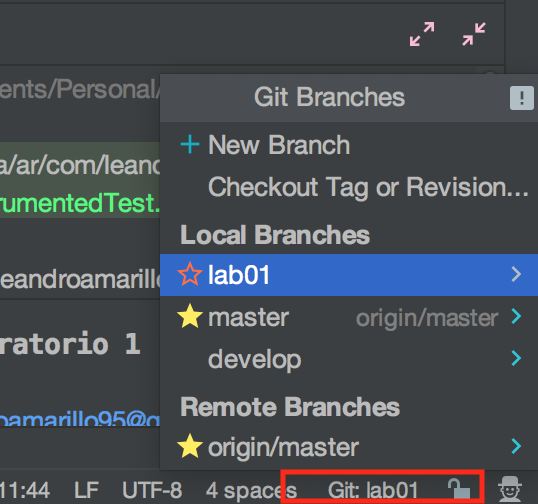 ents/Personal/
Git Branches
New Branch
a/ar/com/leand
Checkout Tag or Revision...
rumentedTest.
Local Branches
eandroamarillo
lab01
master origin/master
ratorio 1
develop
Remote Branches
oamarillo95@g
origin/master
11:44 LF UTF-8 4 spaces Git: lab01